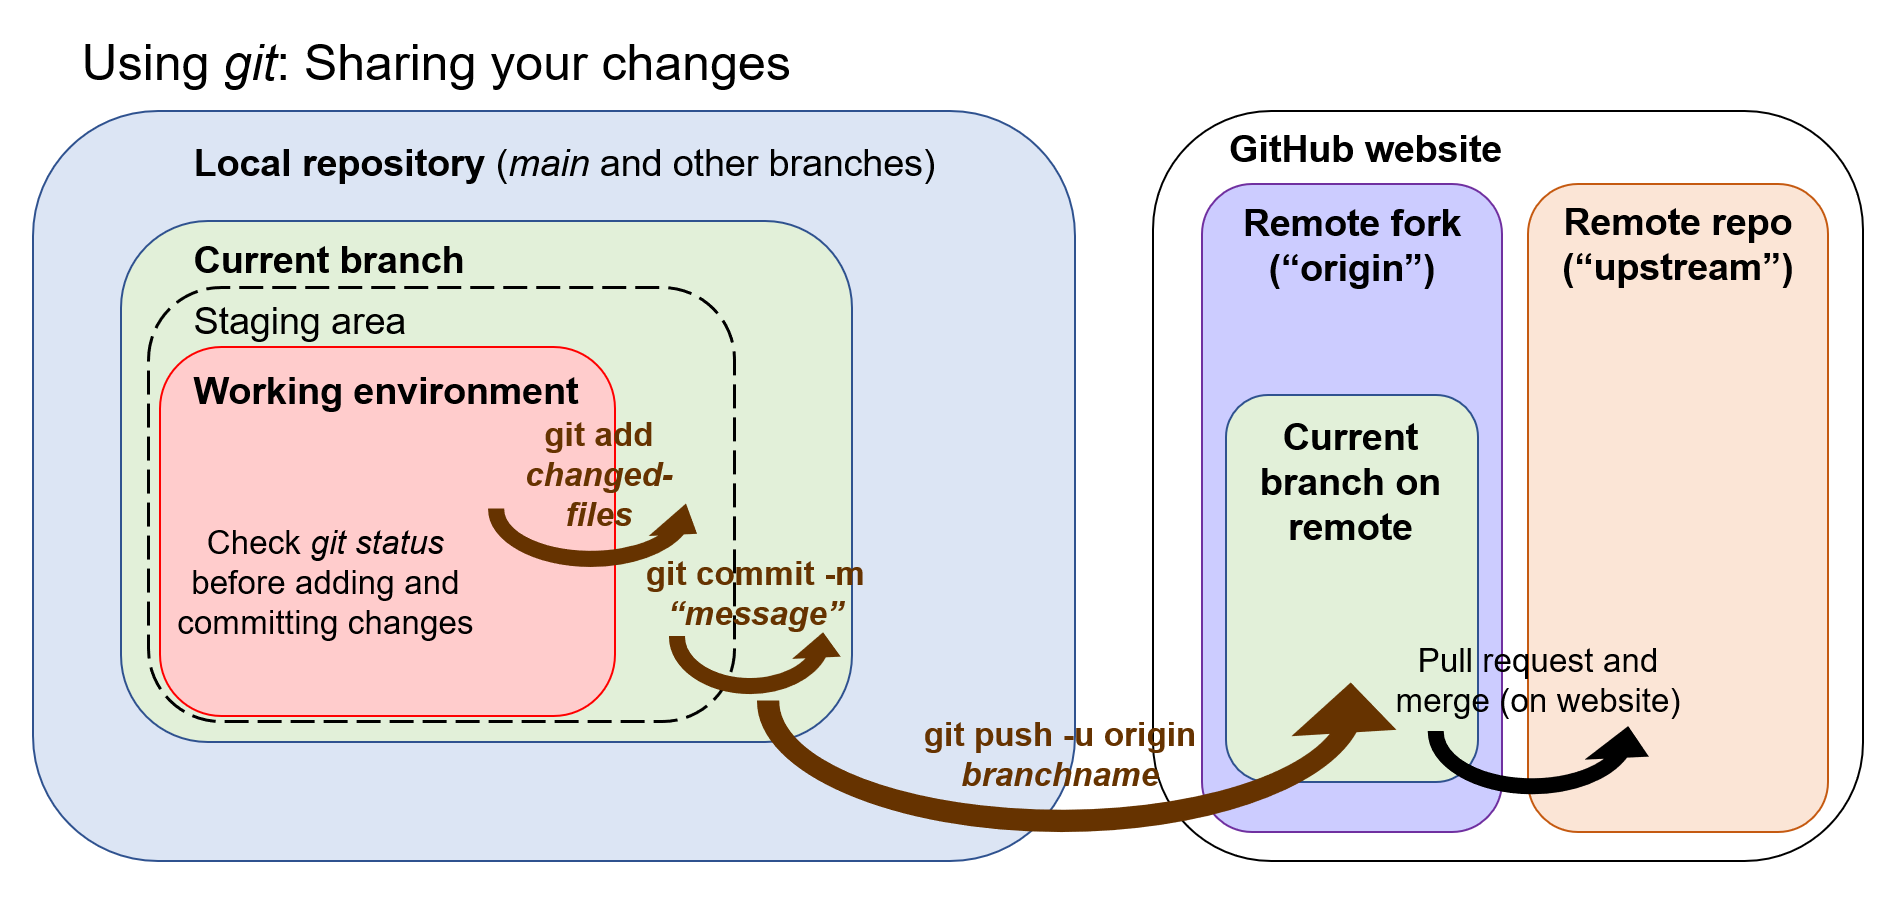 Using git: Sharing your changes
Local repository (main and other branches)
Current branch
Staging area
Working environment
git add
changed-
files
Check git status
before adding and
committing changes
git commit -m
“message”
git push -u origin
branchname
GitHub website
Remote fork
(“origin”)
Remote repo
(“upstream”)
Current
branch on
remote
Pull request and
merge (on website)